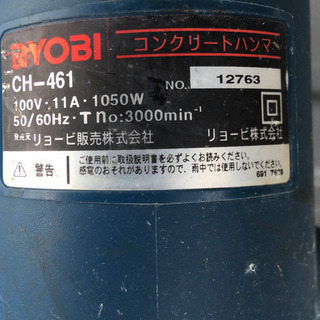 RYOBI コンクリートハンマ
CH-461 NO. 12763
100V・11A・1050W
50/60Hz・T no:3000min⁻¹
発売元 リョービ販売株式会社 リョービ株式会社
警告 ご使用前に取扱説明書を必ずよくお読みください。
感電のおそれがありますので、雨中では使用しないでください。